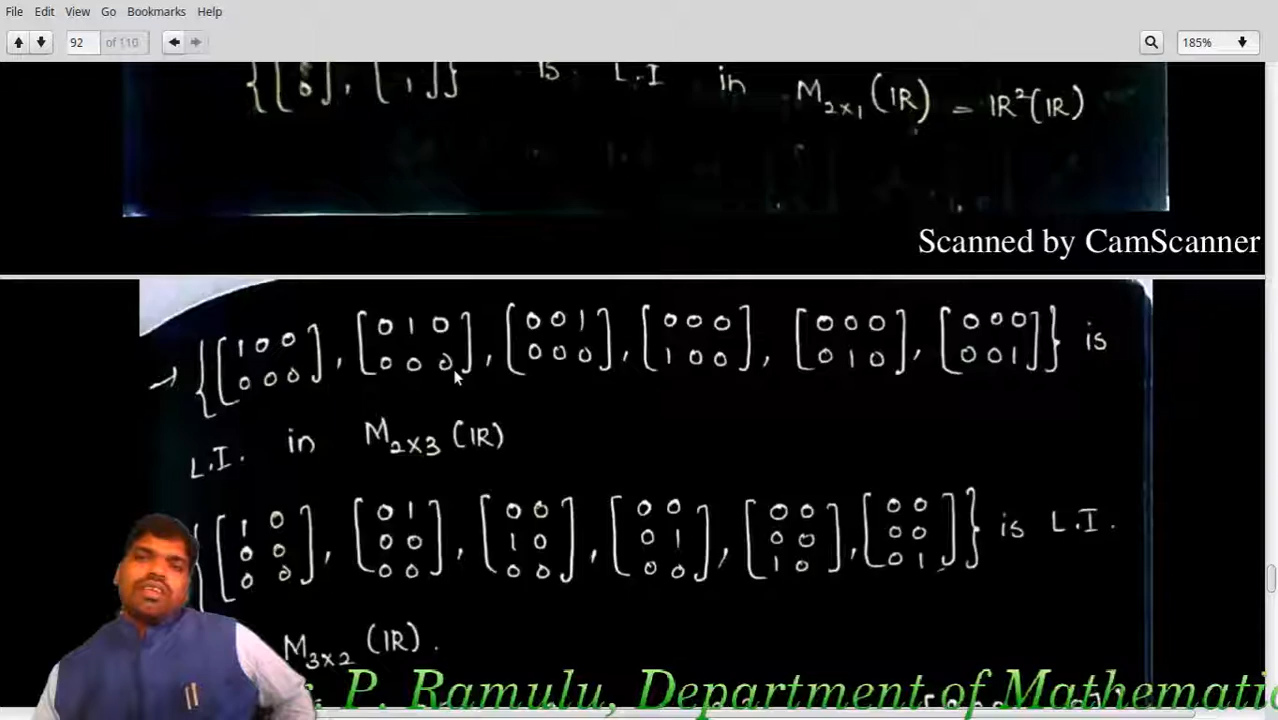 File Edit View Go Bookmarks Help
92 of 110 185%
is L.I in M₂ₓ₁(IR) = IR²(IR)
Scanned by CamScanner
→ {[1 0 0; 0 0 0], [0 1 0; 0 0 0], [0 0 1; 0 0 0], [0 0 0; 1 0 0], [0 0 0; 0 1 0], [0 0 0; 0 0 1]} is
L.I. in M₂ₓ₃(IR)
{[1 0; 0 0; 0 0], [0 1; 0 0; 0 0], [0 0; 1 0; 0 0], [0 0; 0 1; 0 0], [0 0; 0 0; 1 0], [0 0; 0 0; 0 1]} is L.I.
M₃ₓ₂(IR).
P. Ramulu, Department of Mathematic